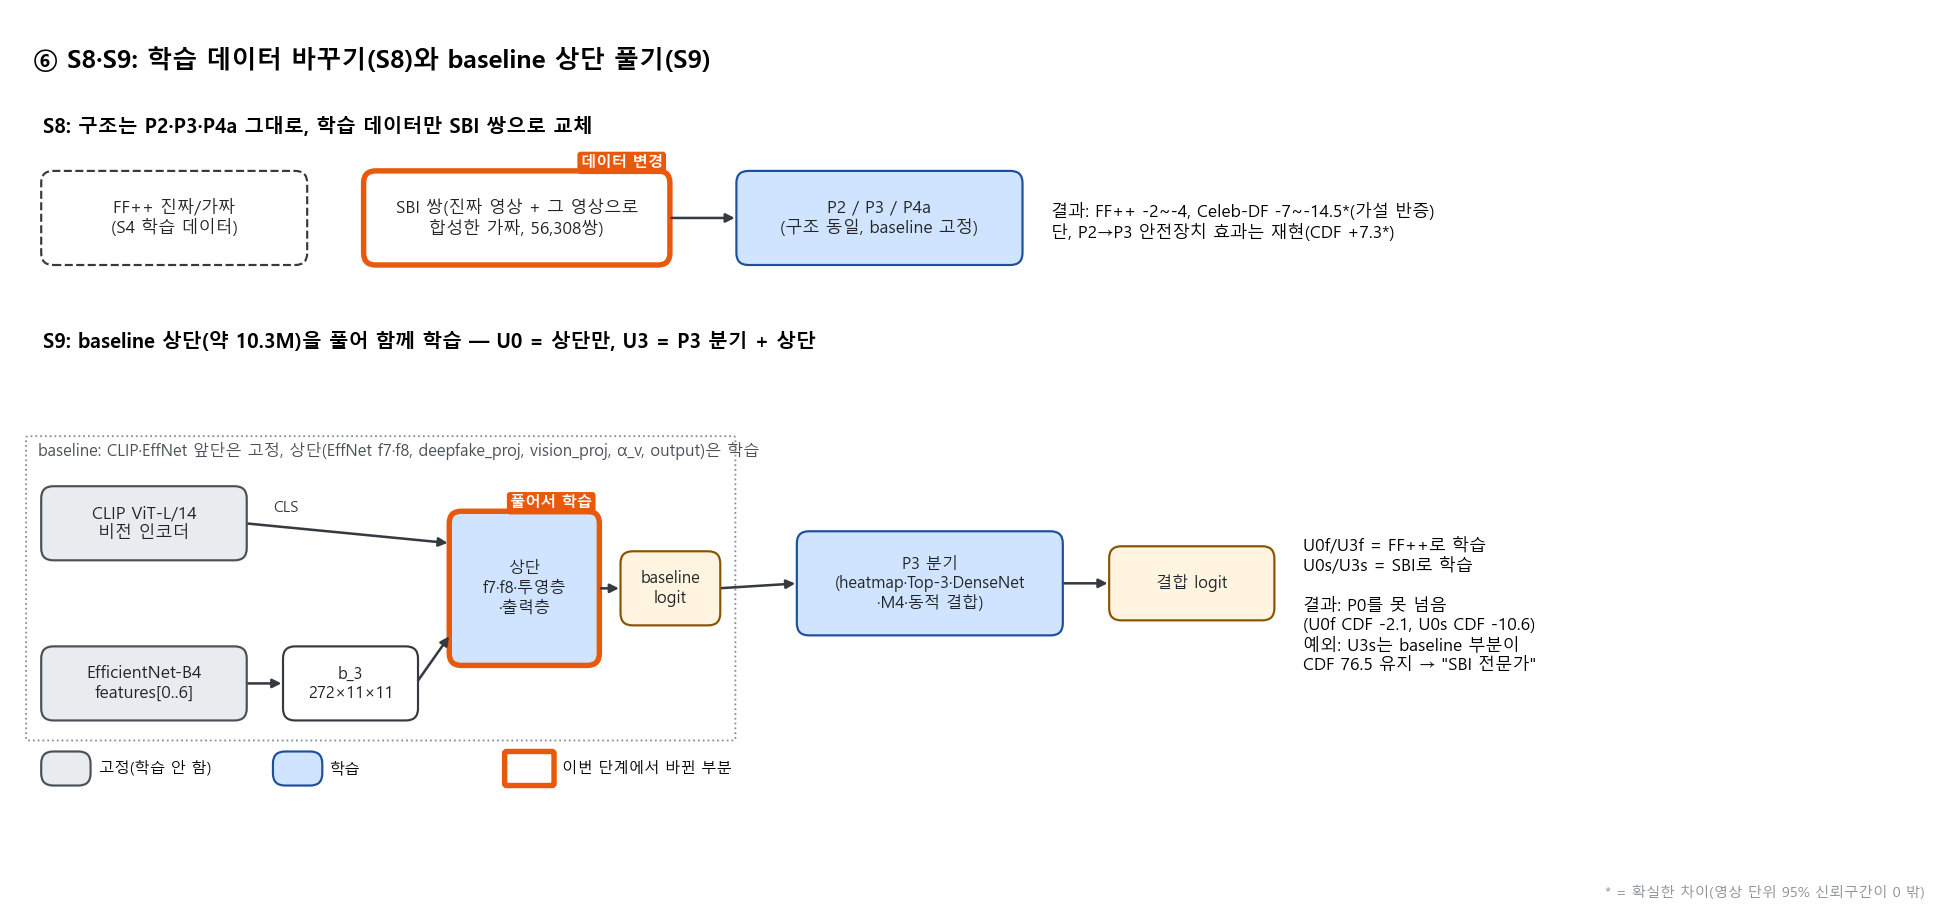 ⑥ S8·S9: 학습 데이터 바꾸기(S8)와 baseline 상단 풀기(S9)
S8: 구조는 P2·P3·P4a 그대로, 학습 데이터만 SBI 쌍으로 교체
데이터 변경
FF++ 진짜/가짜
(S4 학습 데이터)
SBI 쌍(진짜 영상 + 그 영상으로
합성한 가짜, 56,308쌍)
P2 / P3 / P4a
(구조 동일, baseline 고정)
결과: FF++ -2~-4, Celeb-DF -7~-14.5*(가설 반증)
단, P2→P3 안전장치 효과는 재현(CDF +7.3*)
S9: baseline 상단(약 10.3M)을 풀어 함께 학습 — U0 = 상단만, U3 = P3 분기 + 상단
baseline: CLIP·EffNet 앞단은 고정, 상단(EffNet f7·f8, deepfake_proj, vision_proj, α_v, output)은 학습
CLIP ViT-L/14
비전 인코더
CLS
풀어서 학습
상단
f7·f8·투영층
·출력층
baseline
logit
P3 분기
(heatmap·Top-3·DenseNet
·M4·동적 결합)
결합 logit
U0f/U3f = FF++로 학습
U0s/U3s = SBI로 학습
결과: P0를 못 넘음
(U0f CDF -2.1, U0s CDF -10.6)
예외: U3s는 baseline 부분이
CDF 76.5 유지 → "SBI 전문가"
EfficientNet-B4
features[0..6]
b_3
272×11×11
고정(학습 안 함)
학습
이번 단계에서 바뀐 부분
* = 확실한 차이(영상 단위 95% 신뢰구간이 0 밖)